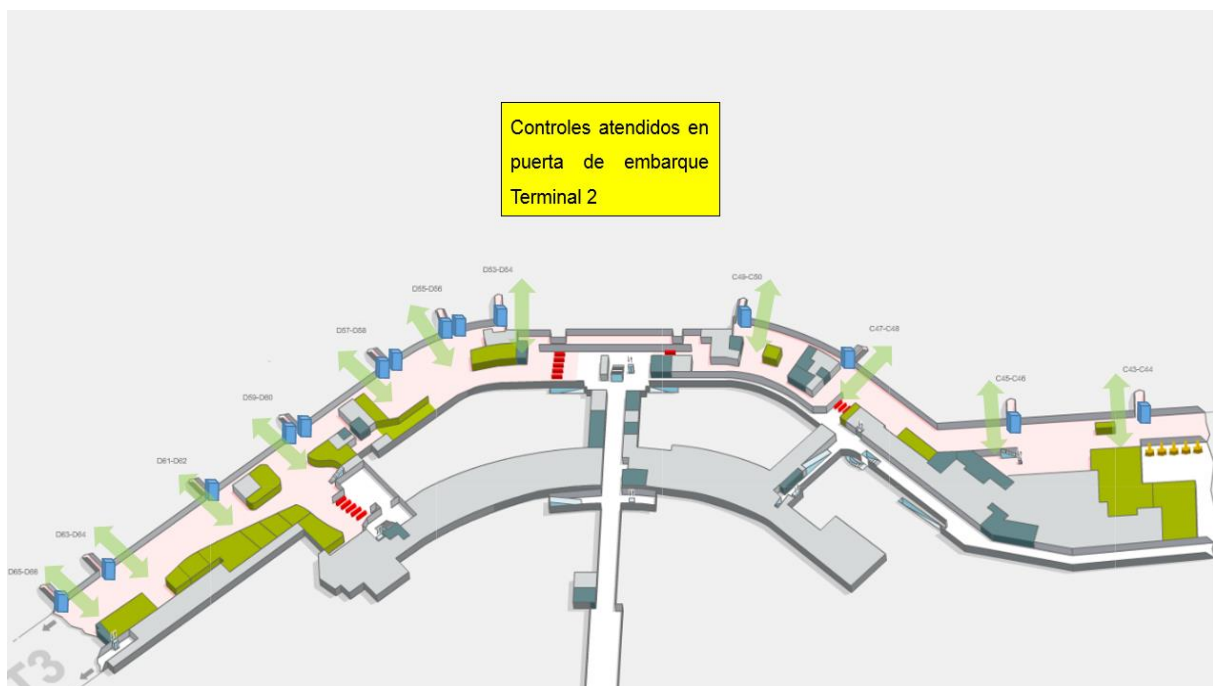 Controles atendidos en
puerta de embarque
Terminal 2
D53-D54
C49-C50
D55-D56
D57-D58
C47-C48
C45-C46
C43-C44
D59-D60
D61-D62
D63-D64
D65-D66
T3